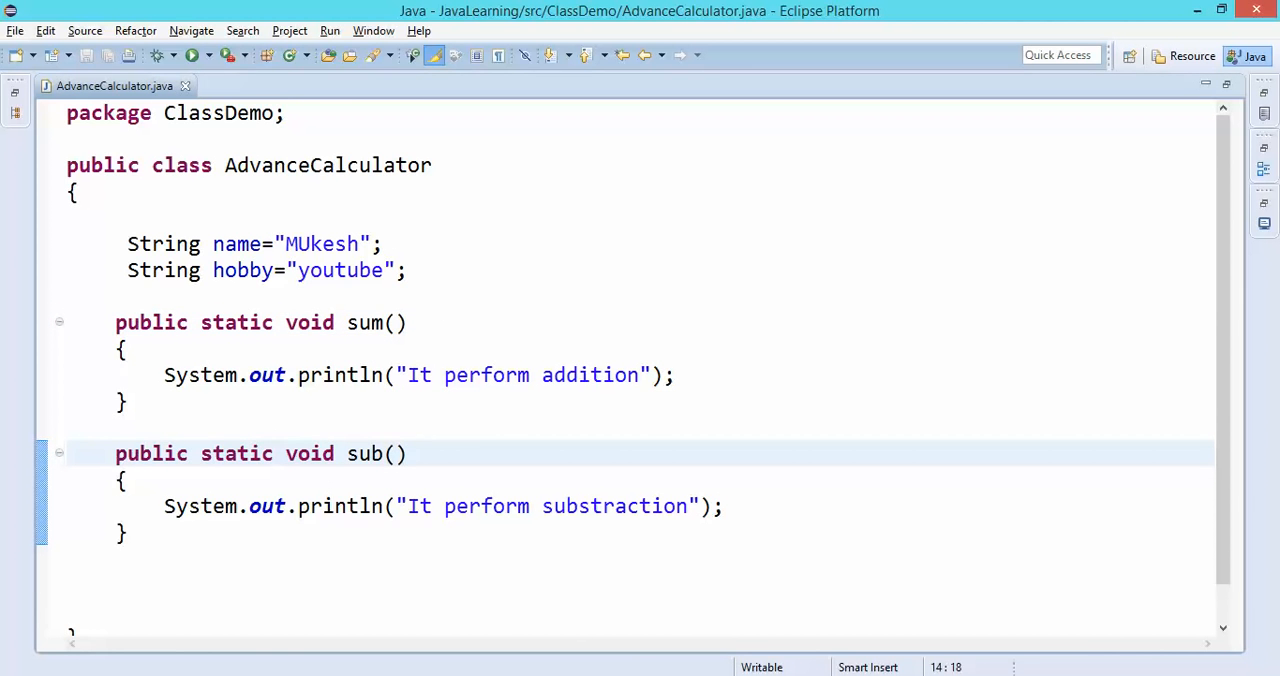 Java - JavaLearning/src/ClassDemo/AdvanceCalculator.java - Eclipse Platform
File Edit Source Refactor Navigate Search Project Run Window Help
Quick Access Resource Java
AdvanceCalculator.java
package ClassDemo;
public class AdvanceCalculator
{
String name="MUkesh";
String hobby="youtube";
public static void sum()
{
System.out.println("It perform addition");
}
public static void sub()
{
System.out.println("It perform substraction");
}
}
Writable Smart Insert 14 : 18